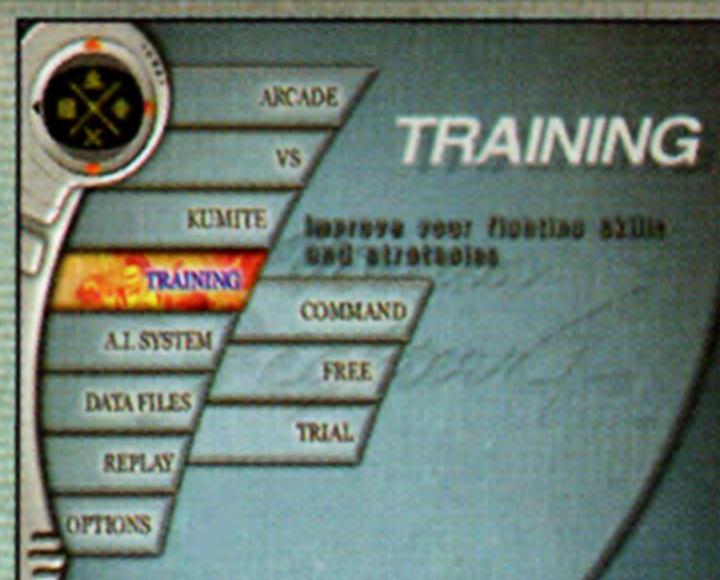 ARCADE
VS
KUMITE
TRAINING
A.I. SYSTEM
DATA FILES
REPLAY
OPTIONS
TRAINING
Improve your fighting skills
and strategies
COMMAND
FREE
TRIAL